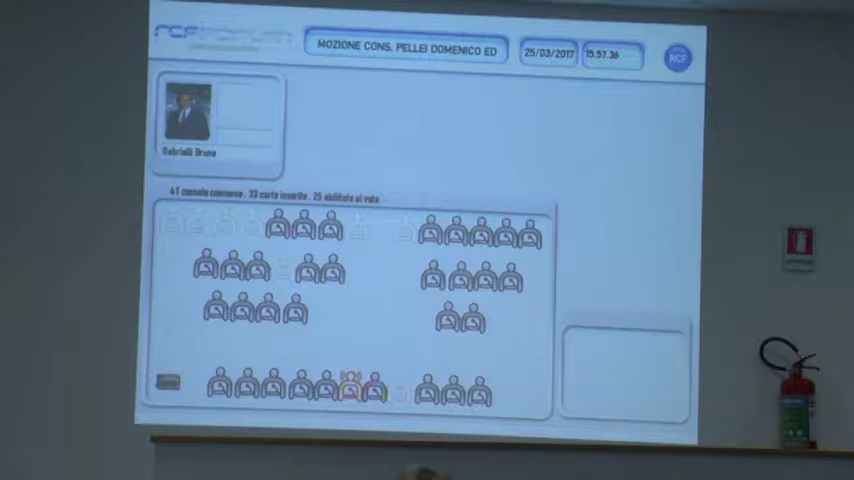 MOZIONE CONS. PELLEI DOMENICO ED
25/03/2017
15.57.36
RCF
Gabrielli Bruno
41 console connesse . 33 carte inserite . 25 abilitate al voto